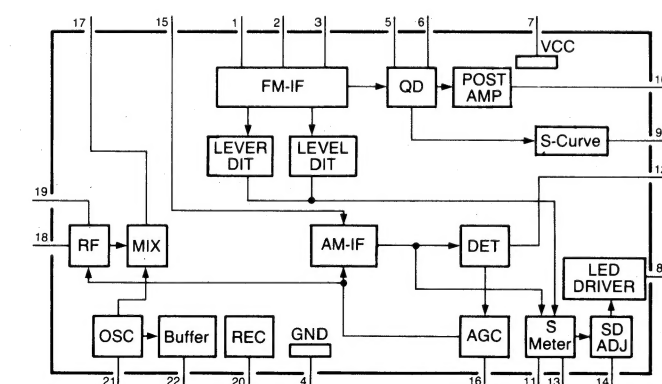 17 15 1 2 3 5 6 7
VCC
FM-IF QD POST
AMP
LEVER
DIT
LEVEL
DIT
S-Curve
9
19
18
RF MIX AM-IF DET
LED
DRIVER
8
OSC Buffer REC GND AGC S
Meter
SD
ADJ
21 22 20 4 16 11 13 14